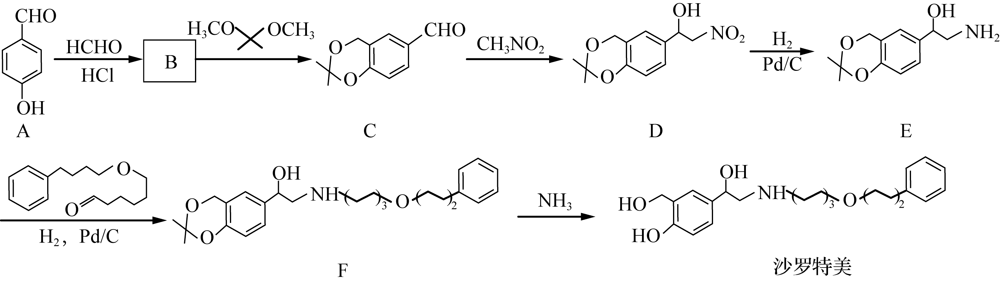 CHO
OH
A
HCHO
HCl
B
H₃CO OCH₃
O
O
CHO
C
CH₃NO₂
OH
NO₂
O
O
D
H₂
Pd/C
OH
NH₂
O
O
E
O
O
H₂, Pd/C
OH
NH ( )₃ O ( )₂
O
O
F
NH₃
OH
HO NH ( )₃ O ( )₂
HO
沙罗特美